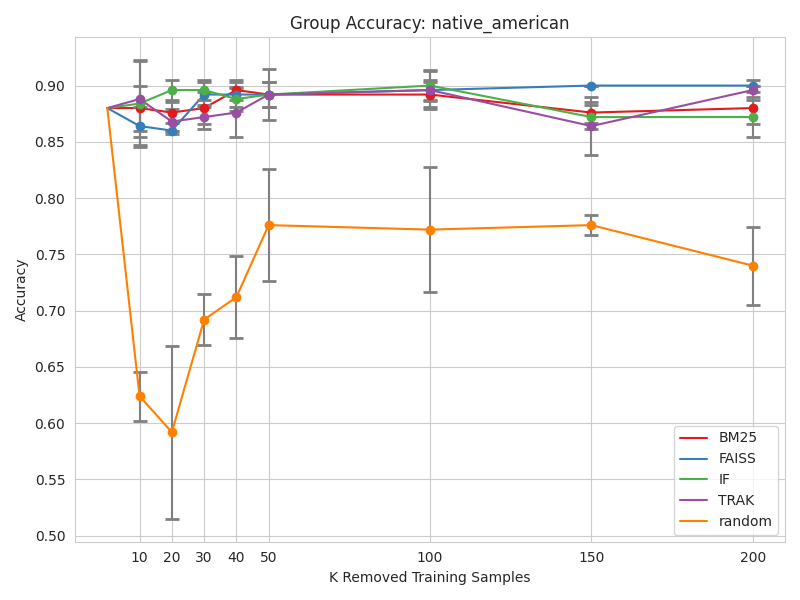 Group Accuracy: native_american
Accuracy
0.90
0.85
0.80
0.75
0.70
0.65
0.60
0.55
0.50
BM25
FAISS
IF
TRAK
random
10 20 30 40 50 100 150 200
K Removed Training Samples